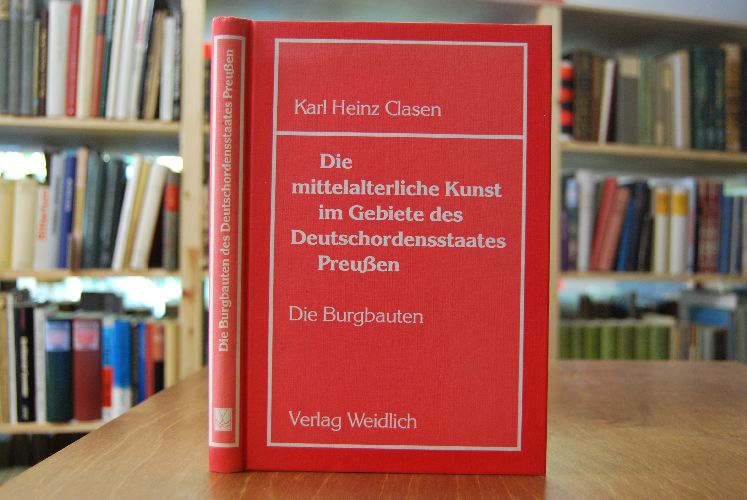 Die Burgbauten des Deutschordensstaates Preußen
Karl Heinz Clasen
Die
mittelalterliche Kunst
im Gebiete des
Deutschordensstaates
Preußen
Die Burgbauten
Verlag Weidlich